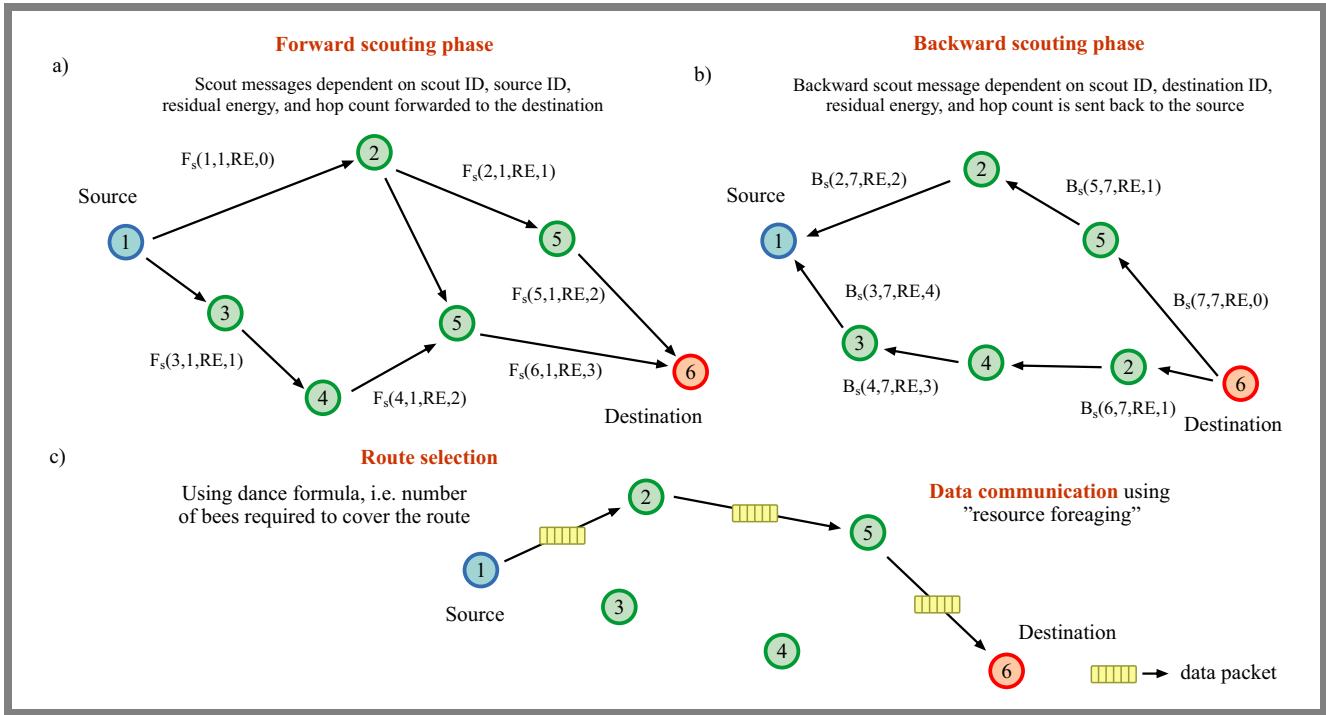 a)
Forward scouting phase
Scout messages dependent on scout ID, source ID,
residual energy, and hop count forwarded to the destination
Fs(1,1,RE,0)
2
Fs(2,1,RE,1)
Source
1
5
3
Fs(5,1,RE,2)
5
Fs(3,1,RE,1)
Fs(6,1,RE,3)
6
4
Fs(4,1,RE,2)
Destination
b)
Backward scouting phase
Backward scout message dependent on scout ID, destination ID,
residual energy, and hop count is sent back to the source
Bs(2,7,RE,2)
2
Bs(5,7,RE,1)
Source
1
5
Bs(3,7,RE,4)
Bs(7,7,RE,0)
3
4
2
6
Bs(4,7,RE,3)
Bs(6,7,RE,1)
Destination
c)
Route selection
Using dance formula, i.e. number
of bees required to cover the route
2
Data communication using
”resource foreaging”
5
1
Source
3
4
Destination
6
data packet